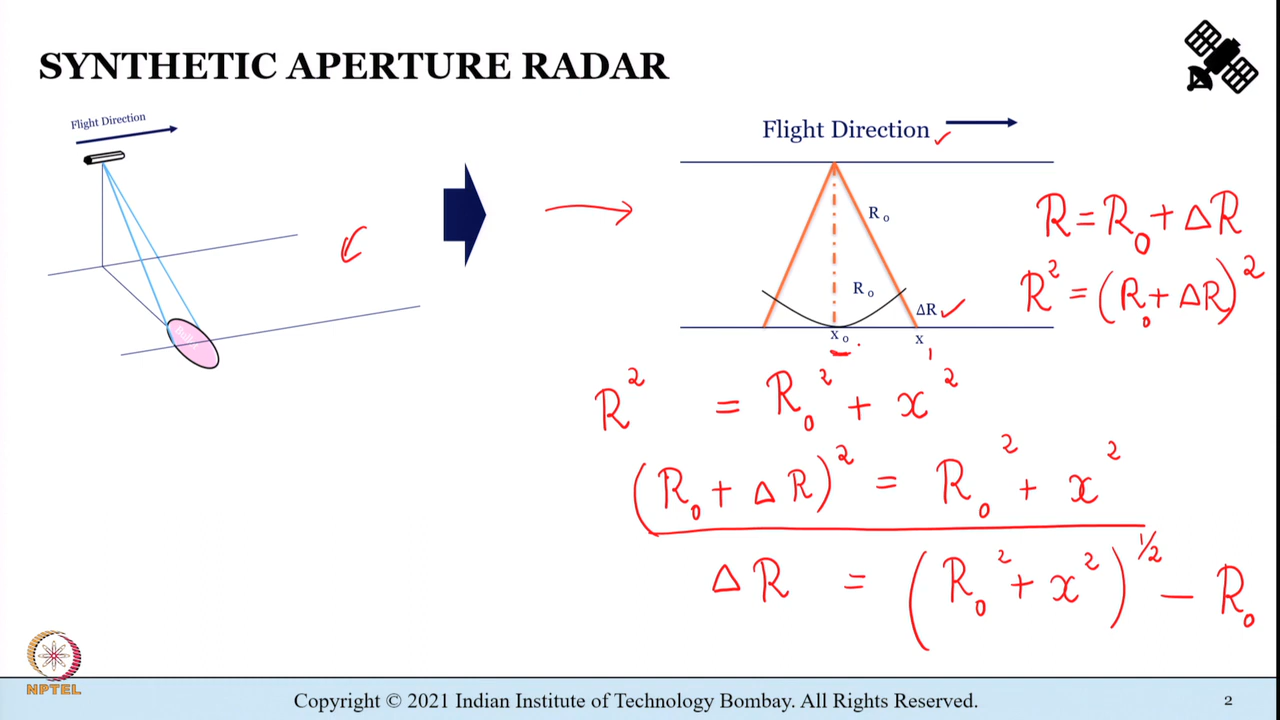 SYNTHETIC APERTURE RADAR
Flight Direction
Flight Direction
R₀
R₀
ΔR
x₀
x
R = R₀ + ΔR
R² = (R₀ + ΔR)²
R² = R₀² + x²
(R₀ + ΔR)² = R₀² + x²
ΔR = (R₀² + x²)^½ − R₀
NPTEL
Copyright © 2021 Indian Institute of Technology Bombay. All Rights Reserved.
2